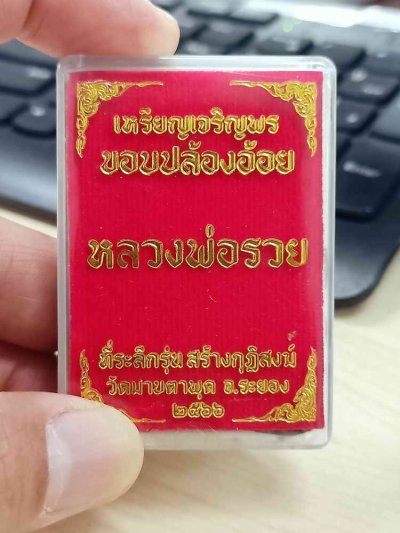 เหรียญเจริญพร
ขอบปล้องอ้อย
หลวงพ่อรวย
ที่ระลึกรุ่น สร้างกุฏิสงฆ์
วัดมาบตาพุด จ.ระยอง
๒๕๖๖